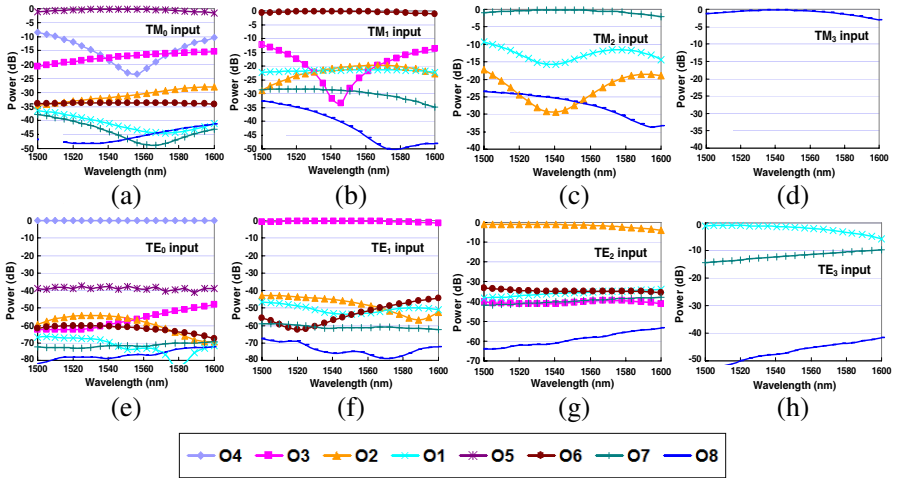 TM0 input
Power (dB)
0
-5
-10
-15
-20
-25
-30
-35
-40
-45
-50
1500 1520 1540 1560 1580 1600
Wavelength (nm)
(a)
TM1 input
Power (dB)
0
-5
-10
-15
-20
-25
-30
-35
-40
-45
-50
1500 1520 1540 1560 1580 1600
Wavelength (nm)
(b)
TM2 input
Power (dB)
0
-5
-10
-15
-20
-25
-30
-35
-40
1500 1520 1540 1560 1580 1600
Wavelength (nm)
(c)
TM3 input
Power (dB)
0
-5
-10
-15
-20
-25
-30
-35
-40
1500 1520 1540 1560 1580 1600
Wavelength (nm)
(d)
TE0 input
Power (dB)
0
-10
-20
-30
-40
-50
-60
-70
-80
1500 1520 1540 1560 1580 1600
Wavelength (nm)
(e)
TE1 input
Power (dB)
0
-10
-20
-30
-40
-50
-60
-70
-80
1500 1520 1540 1560 1580 1600
Wavelength (nm)
(f)
TE2 input
Power (dB)
0
-10
-20
-30
-40
-50
-60
-70
1500 1520 1540 1560 1580 1600
Wavelength (nm)
(g)
TE3 input
Power (dB)
0
-10
-20
-30
-40
-50
1500 1520 1540 1560 1580 1600
Wavelength (nm)
(h)
O4 O3 O2 O1 O5 O6 O7 O8